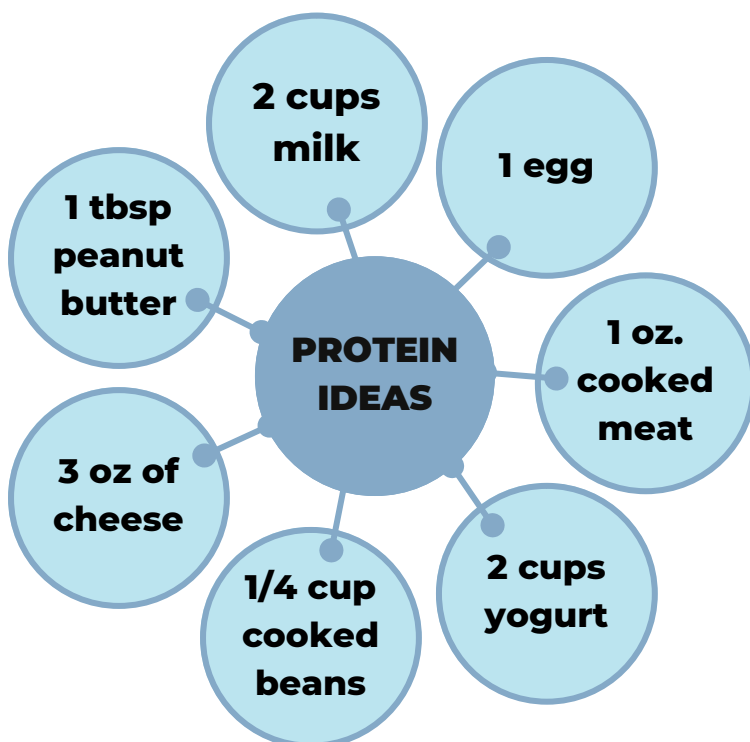 2 cups
milk
1 egg
1 tbsp
peanut
butter
PROTEIN
IDEAS
1 oz.
cooked
meat
3 oz of
cheese
2 cups
yogurt
1/4 cup
cooked
beans